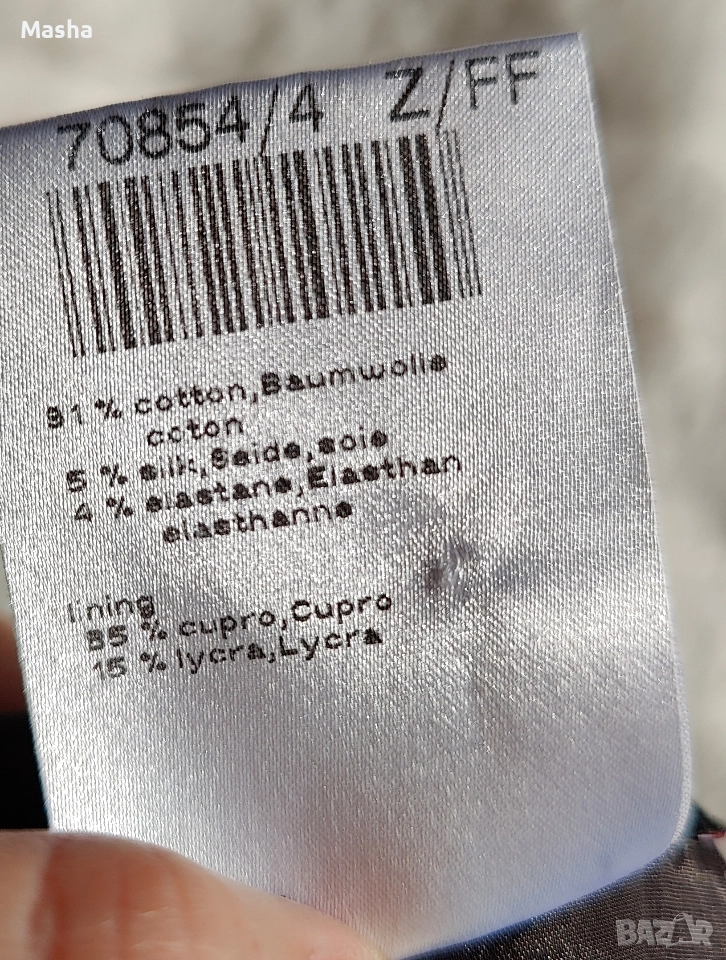 Masha
70854/4 Z/FF
91 % cotton,Baumwolle
coton
5 % silk,Seide,soie
4 % elastane,Elasthan
elasthanne
lining
85 % cupro,Cupro
15 % lycra,Lycra
BAZAR